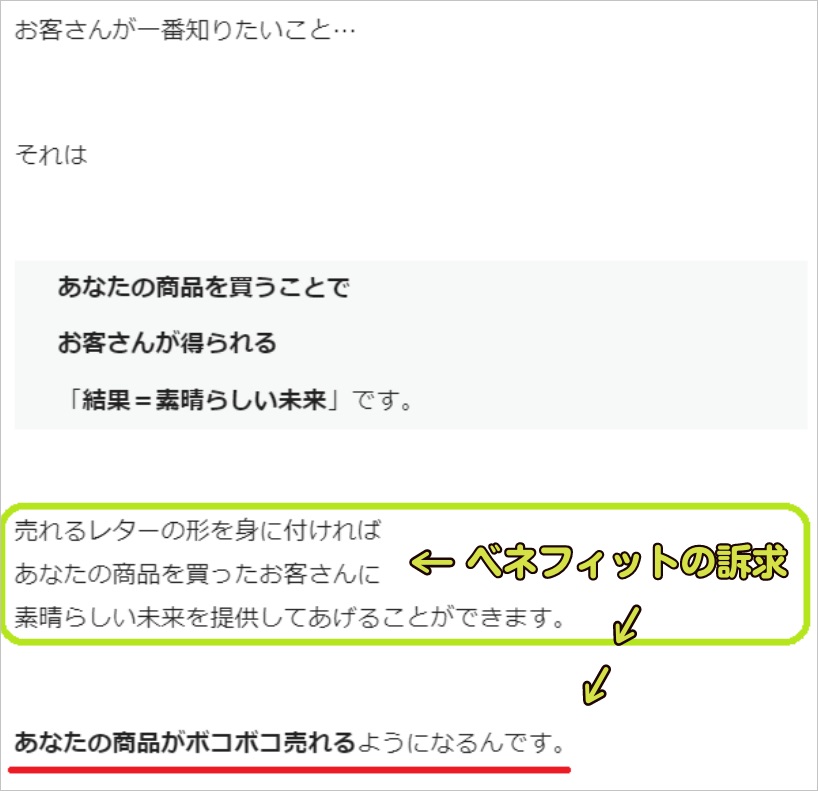 お客さんが一番知りたいこと…
それは
あなたの商品を買うことで
お客さんが得られる
「結果＝素晴らしい未来」です。
売れるレターの形を身に付ければ
あなたの商品を買ったお客さんに
素晴らしい未来を提供してあげることができます。
← ベネフィットの訴求
あなたの商品がボコボコ売れるようになるんです。